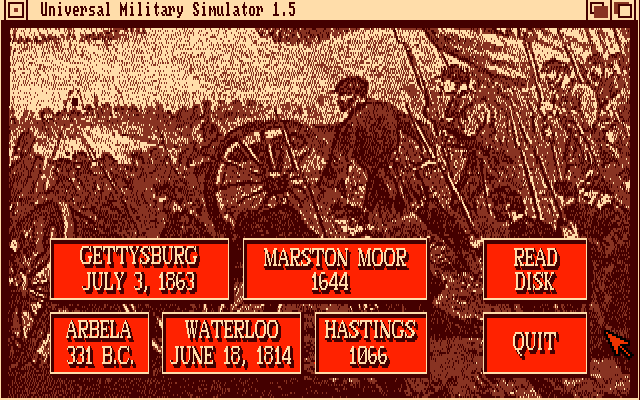 Universal Military Simulator 1.5
GETTYSBURG
JULY 3, 1863
MARSTON MOOR
1644
READ
DISK
ARBELA
331 B.C.
WATERLOO
JUNE 18, 1814
HASTINGS
1066
QUIT